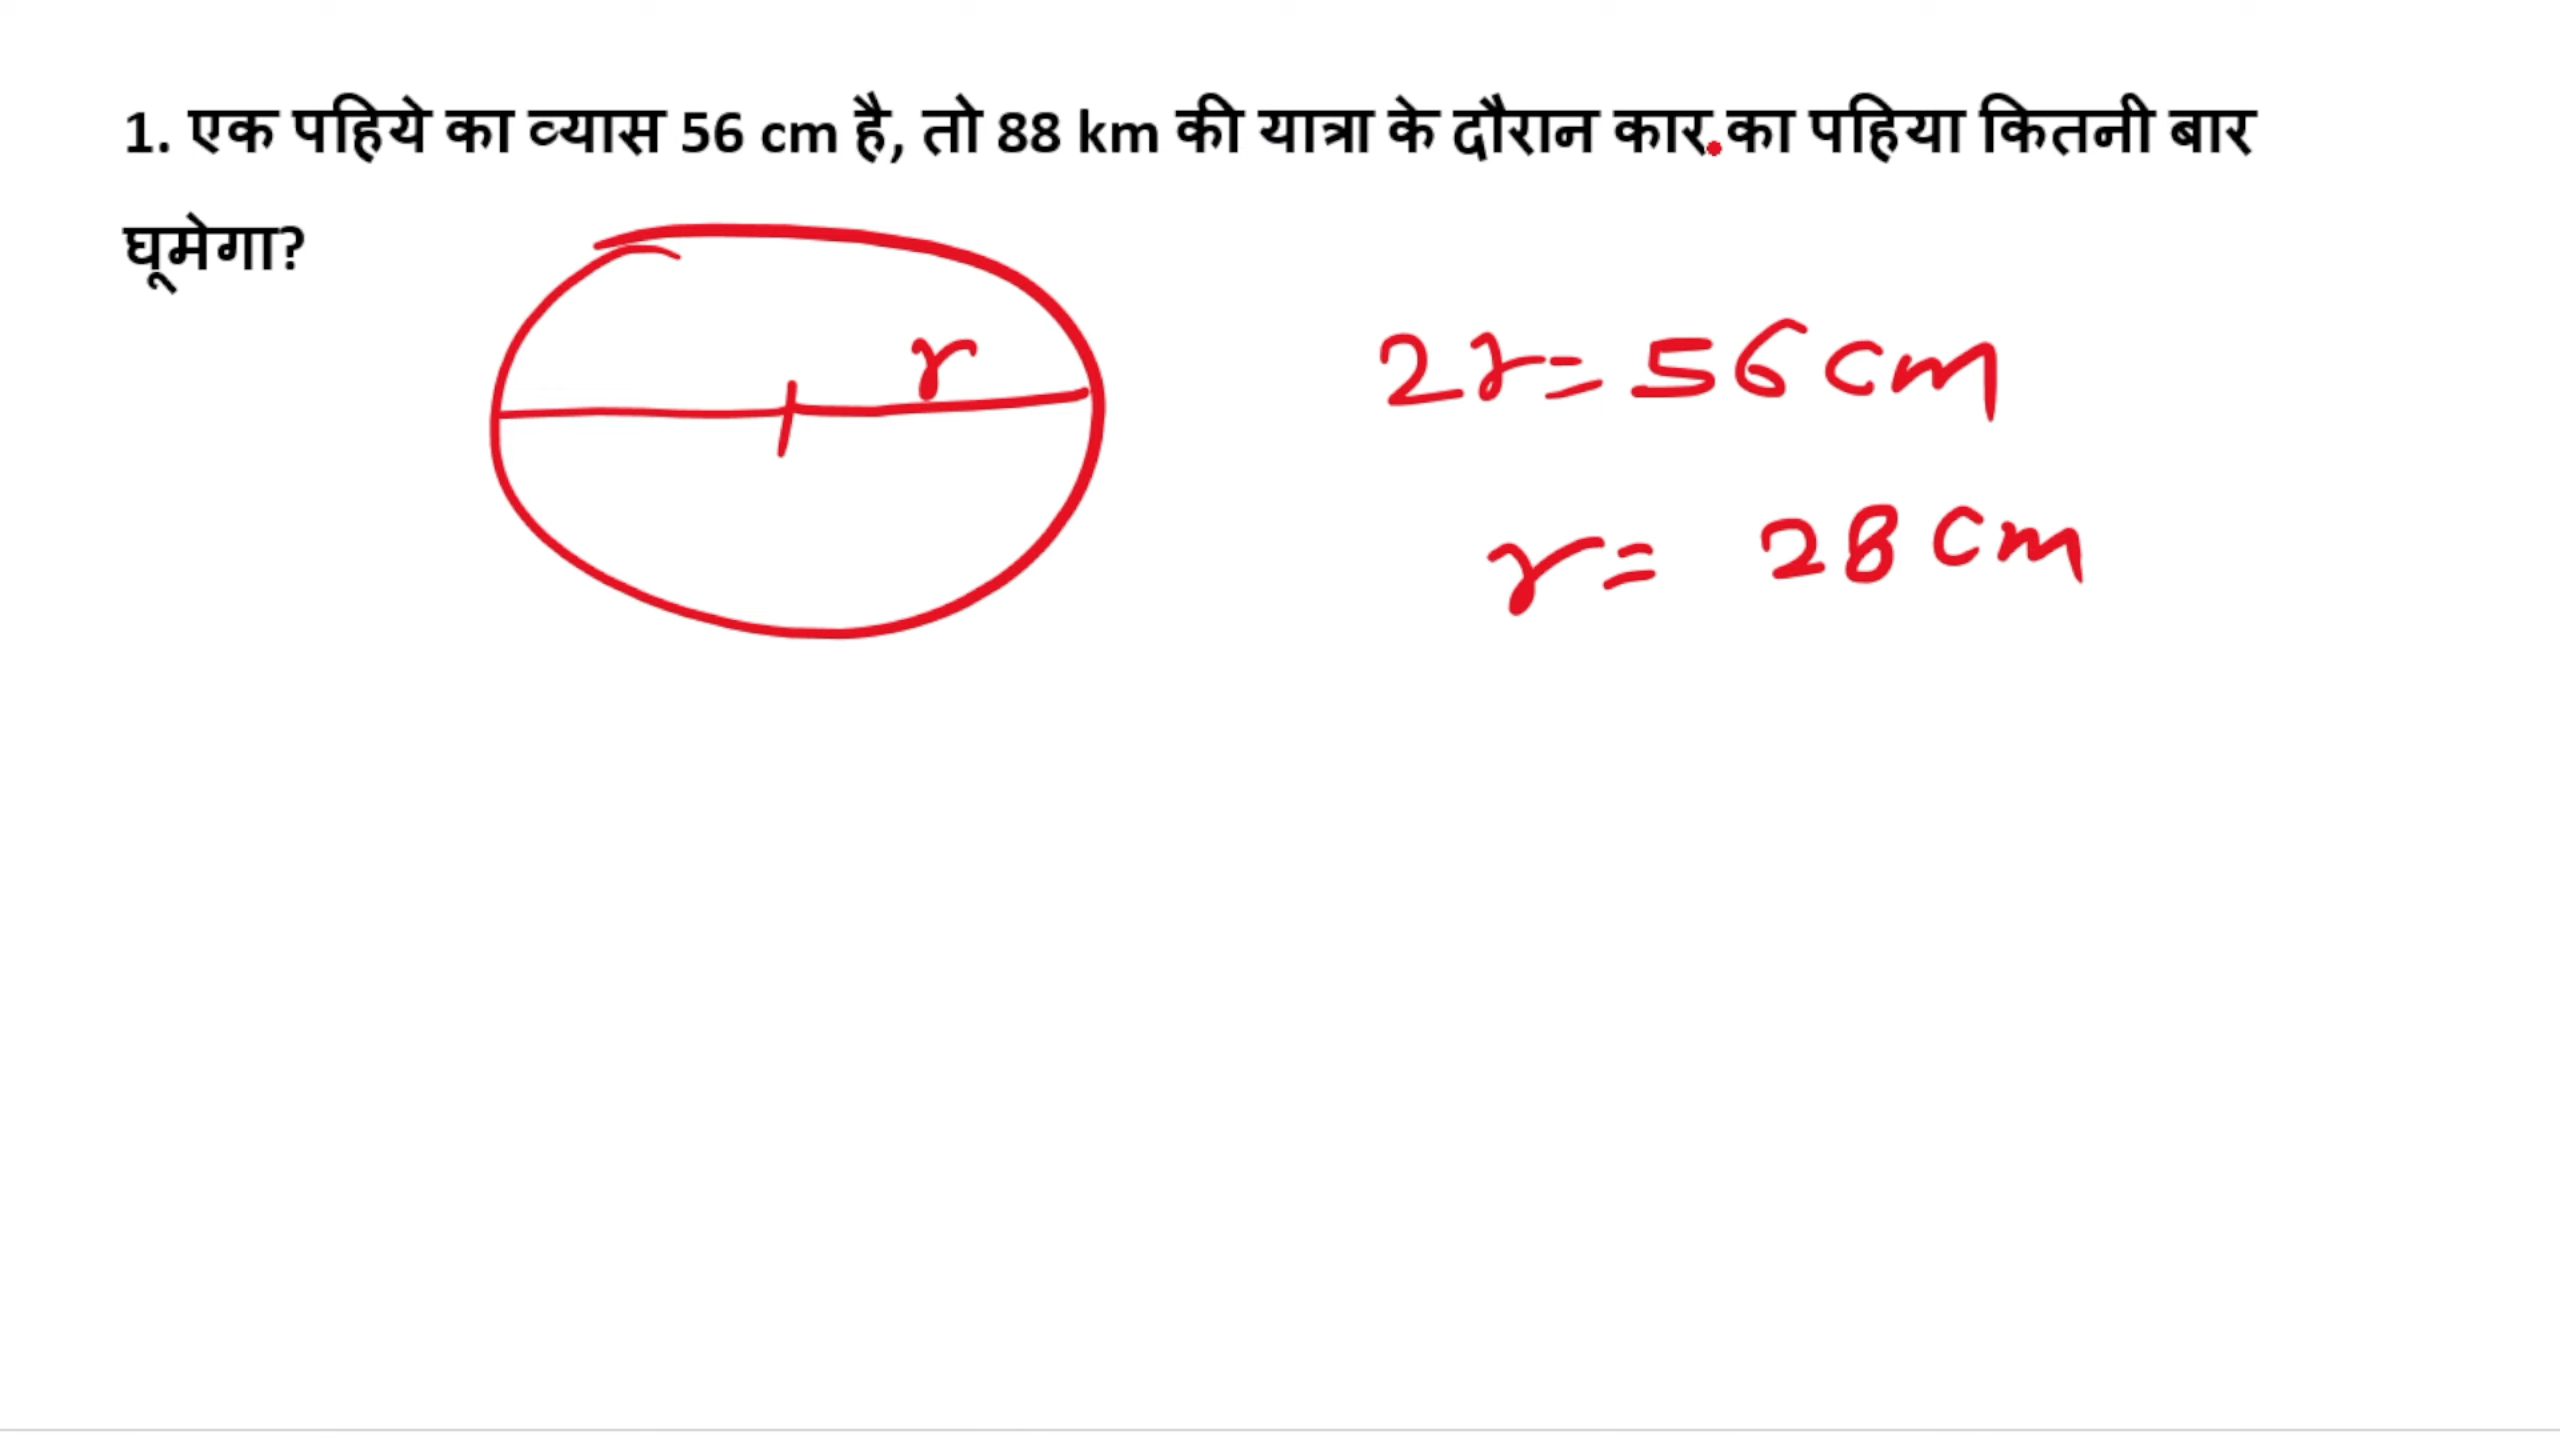 1. एक पहिये का व्यास 56 cm है, तो 88 km की यात्रा के दौरान कार का पहिया कितनी बार
घूमेगा?
r
2r = 56 cm
r = 28 cm